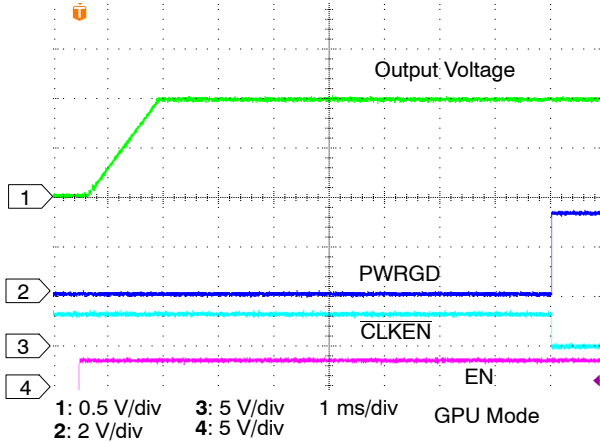 T
Output Voltage
1
PWRGD
2
CLKEN
3
EN
4
1: 0.5 V/div 3: 5 V/div 1 ms/div
GPU Mode
2: 2 V/div 4: 5 V/div